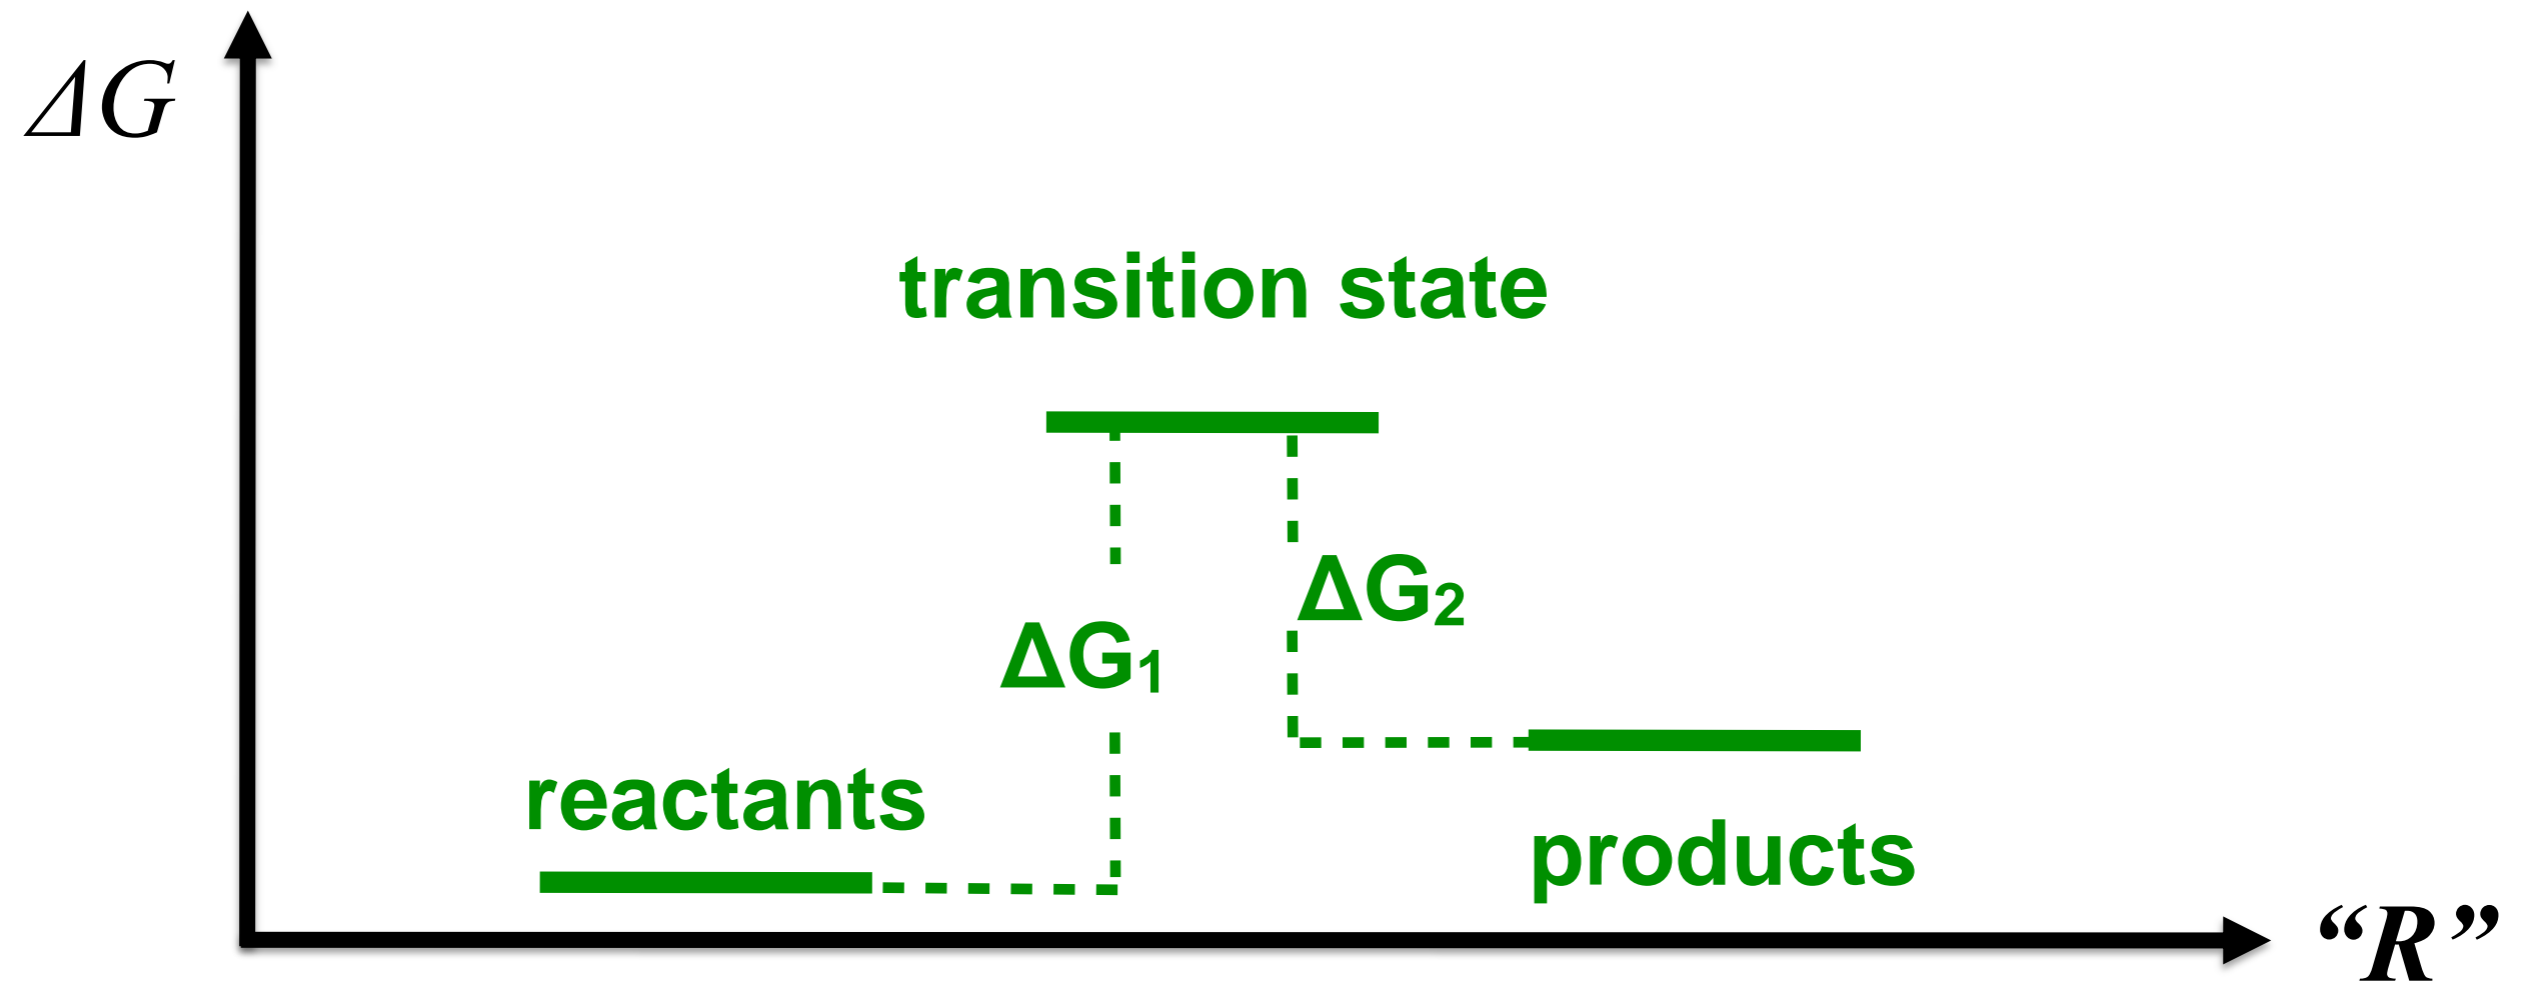 ΔG
transition state
ΔG₂
ΔG₁
reactants
products
“R”